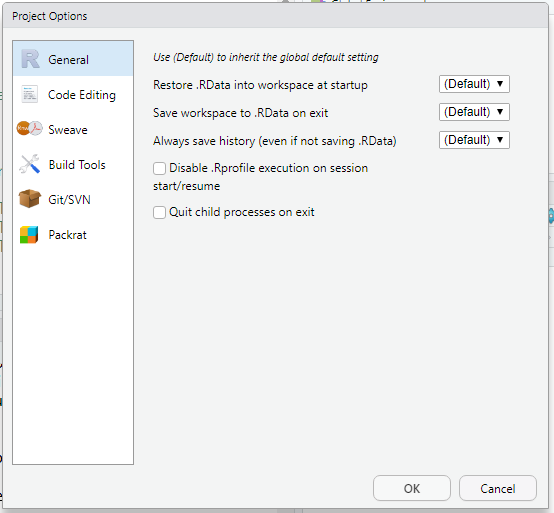 Project Options
General
Code Editing
Sweave
Build Tools
Git/SVN
Packrat
Use (Default) to inherit the global default setting
Restore .RData into workspace at startup (Default)
Save workspace to .RData on exit (Default)
Always save history (even if not saving .RData) (Default)
Disable .Rprofile execution on session
start/resume
Quit child processes on exit
OK Cancel